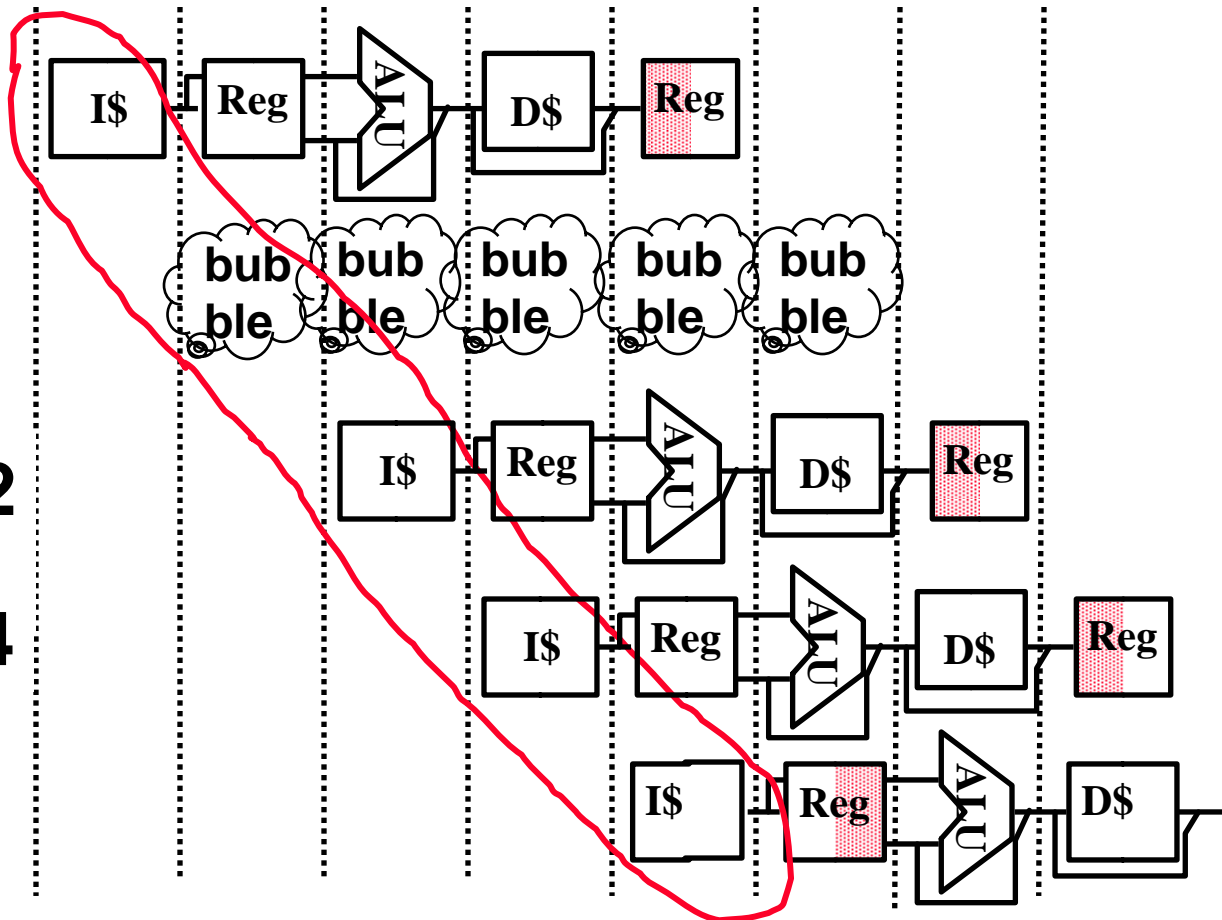 I$ Reg ALU D$ Reg
bub bub bub bub bub
ble ble ble ble ble
I$ Reg ALU D$ Reg
2
I$ Reg ALU D$ Reg
4
I$ Reg ALU D$